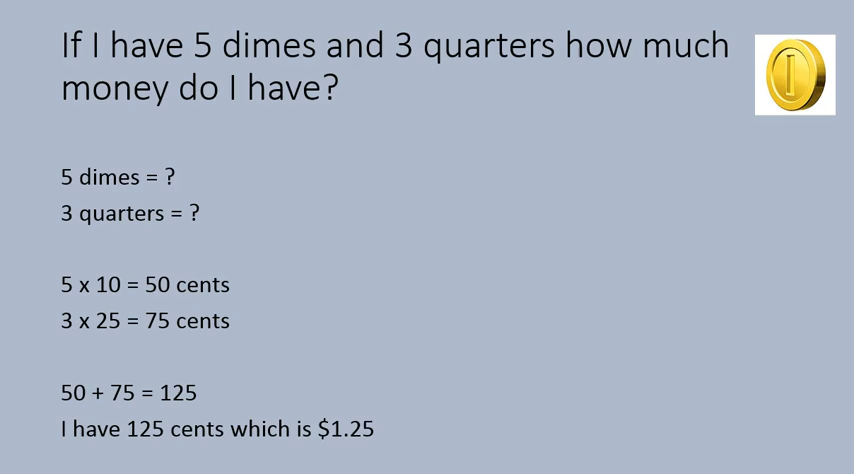 If I have 5 dimes and 3 quarters how much
money do I have?
5 dimes = ?
3 quarters = ?
5 x 10 = 50 cents
3 x 25 = 75 cents
50 + 75 = 125
I have 125 cents which is $1.25